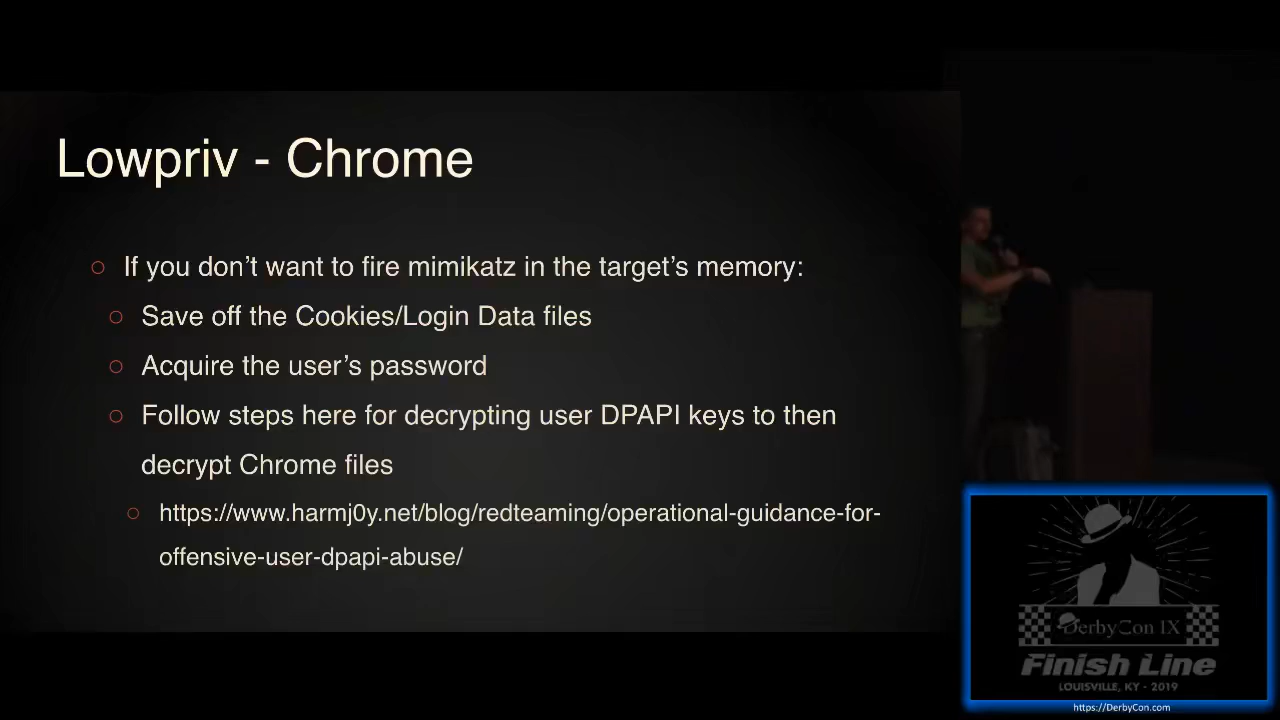 Lowpriv - Chrome
○ If you don’t want to fire mimikatz in the target’s memory:
○ Save off the Cookies/Login Data files
○ Acquire the user’s password
○ Follow steps here for decrypting user DPAPI keys to then
decrypt Chrome files
○ https://www.harmj0y.net/blog/redteaming/operational-guidance-for-
offensive-user-dpapi-abuse/
DerbyCon IX
Finish Line
LOUISVILLE, KY - 2019
https://DerbyCon.com